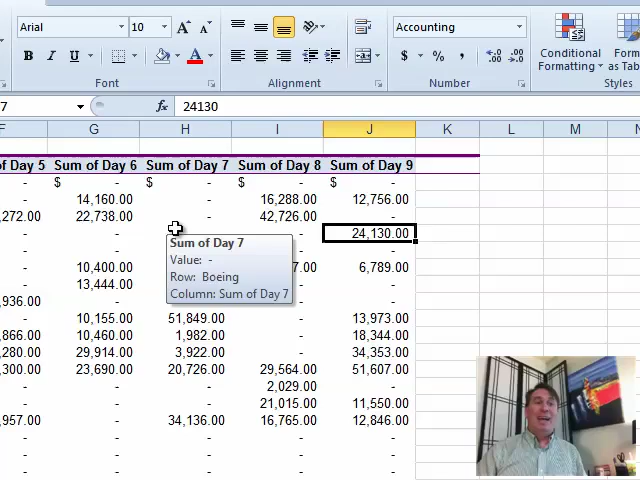 Arial 10 A A Accounting
B I U A $ % , .0 .00 .00 .0 Conditional Formatting Form as Tab
Font Alignment Number Styles
7 fx 24130
F G H I J K L M N
of Day 5 Sum of Day 6 Sum of Day 7 Sum of Day 8 Sum of Day 9
- $ - $ - $ - $ -
- 14,160.00 - 16,288.00 12,756.00
,272.00 22,738.00 - 42,726.00 -
- - - 24,130.00
- - - -
- 10,400.00 7.00 6,789.00
- 13,444.00 - -
,936.00 - - -
- 10,155.00 51,849.00 - 13,973.00
,866.00 10,460.00 1,982.00 - 18,344.00
,280.00 29,914.00 3,922.00 - 34,353.00
,300.00 23,690.00 20,726.00 29,564.00 51,607.00
- - - 2,029.00 -
- - - 21,015.00 11,550.00
,957.00 - 34,136.00 16,765.00 12,846.00
- - - - -
- - - - -
- - - - -
Sum of Day 7
Value: -
Row: Boeing
Column: Sum of Day 7